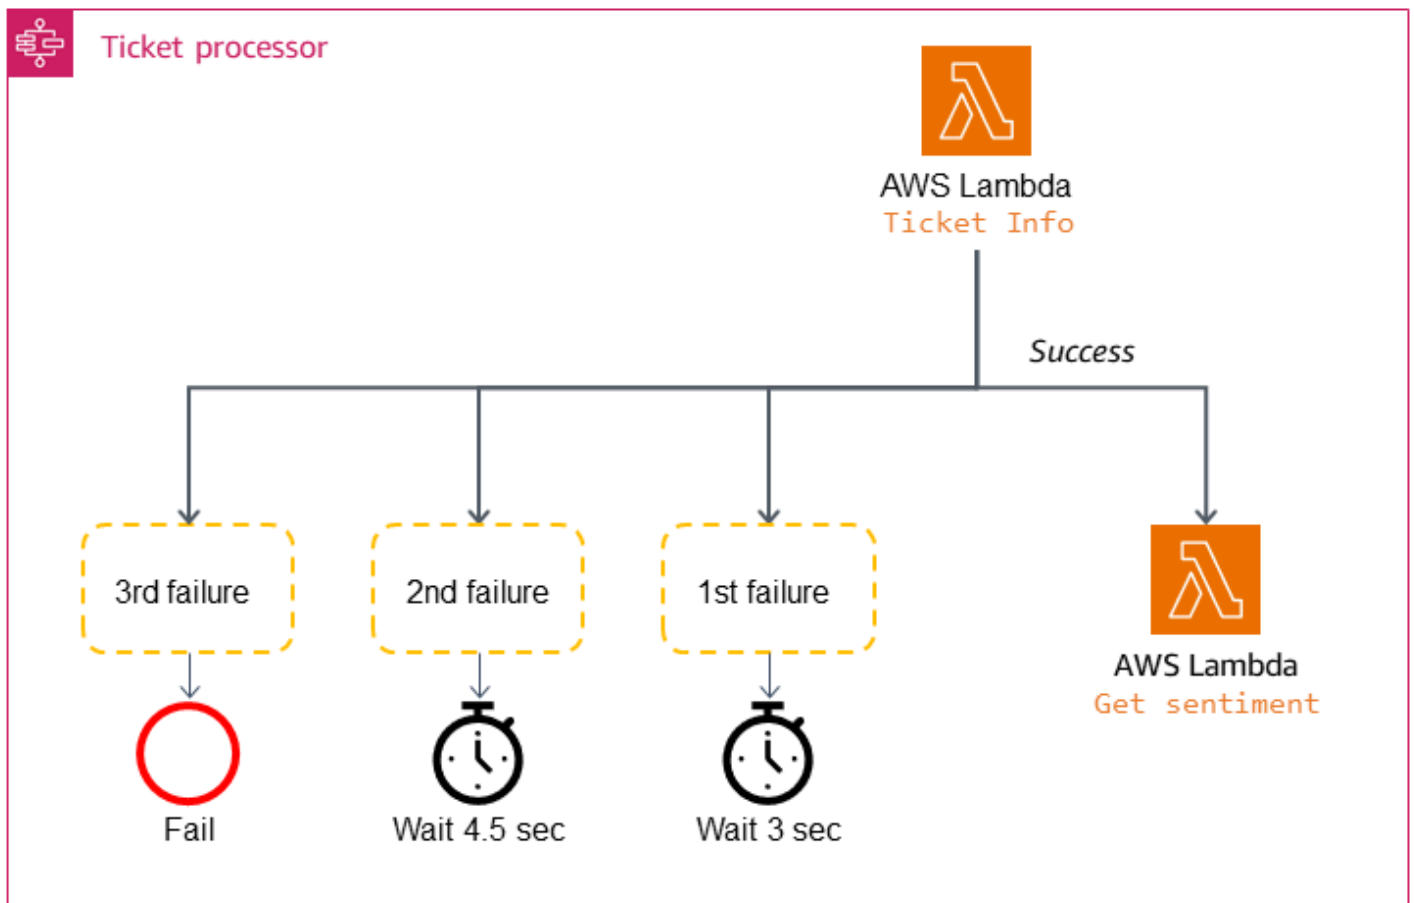 Ticket processor
AWS Lambda
Ticket Info
Success
3rd failure
2nd failure
1st failure
AWS Lambda
Get sentiment
Fail
Wait 4.5 sec
Wait 3 sec